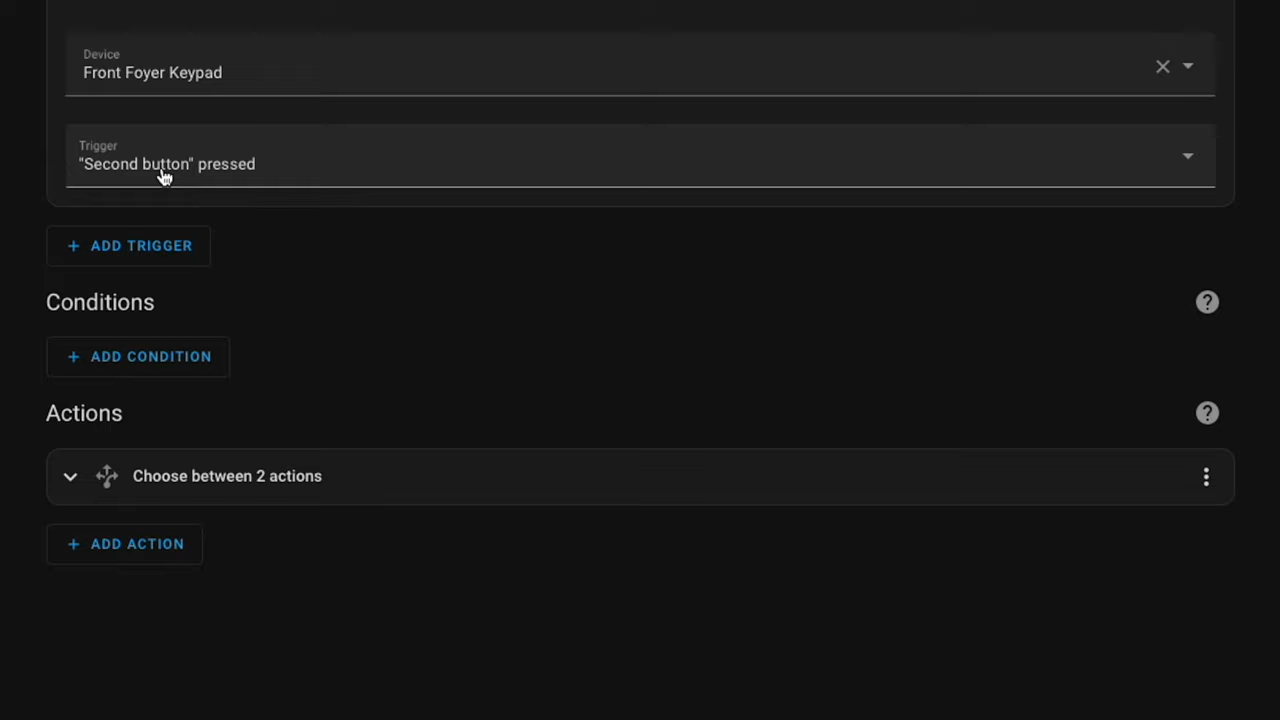 Device
Front Foyer Keypad
Trigger
"Second button" pressed
+ ADD TRIGGER
Conditions
+ ADD CONDITION
Actions
Choose between 2 actions
+ ADD ACTION